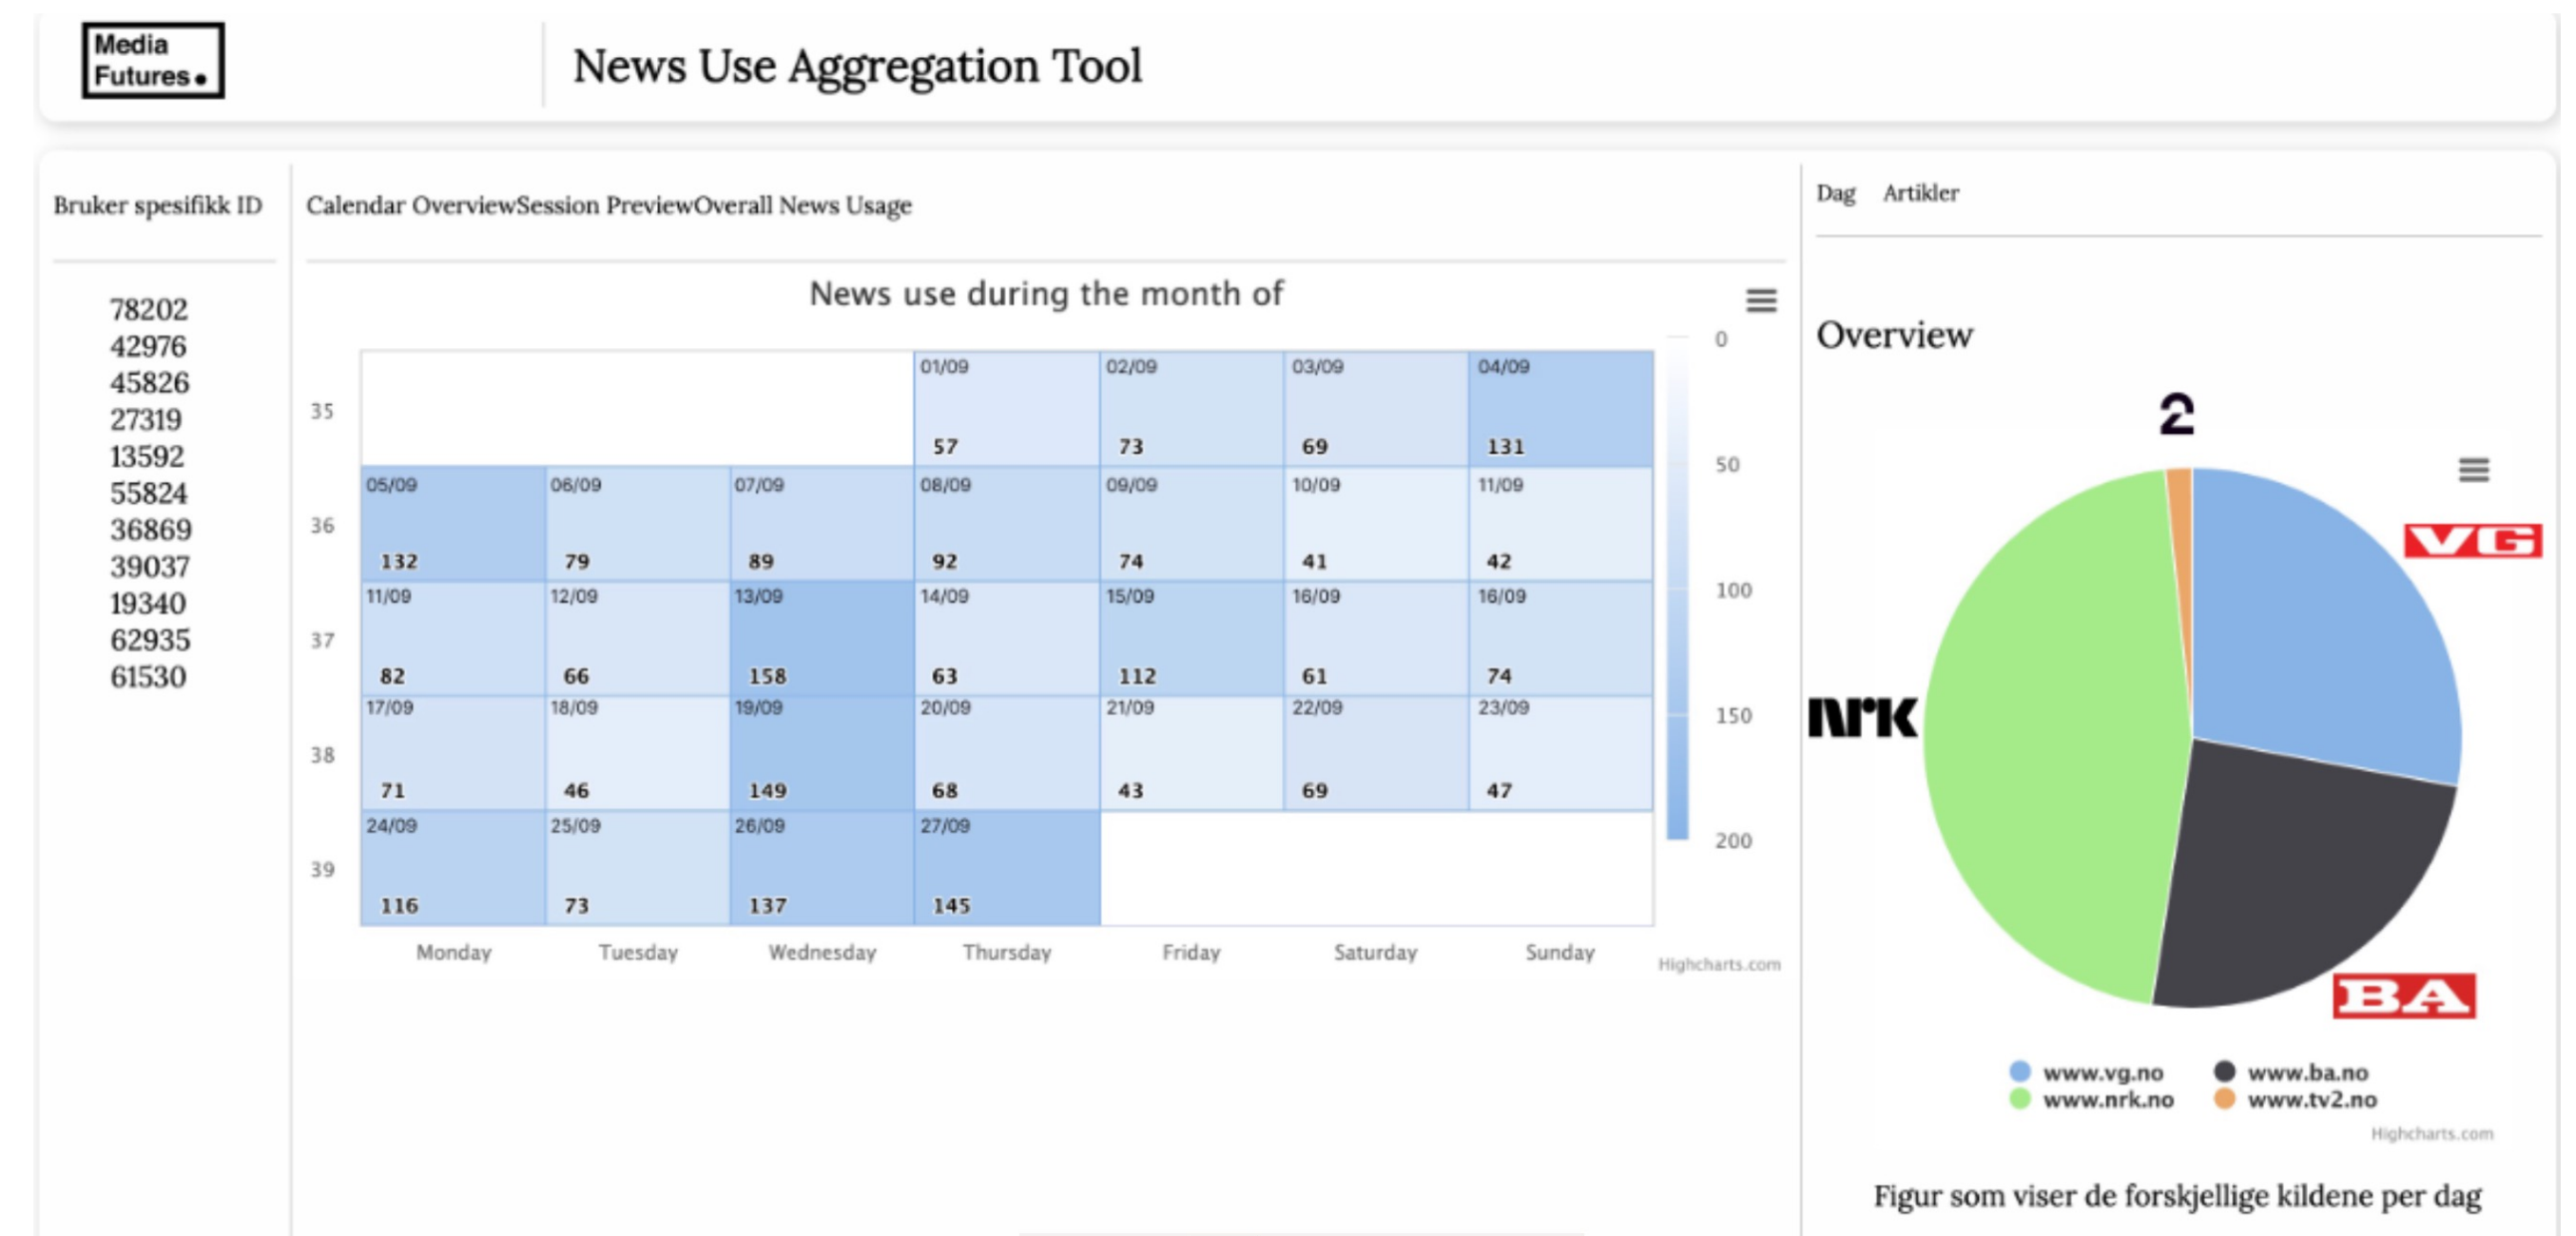 Media
Futures.
News Use Aggregation Tool
Bruker spesifikk ID
78202
42976
45826
27319
13592
55824
36869
39037
19340
62935
61530
Calendar OverviewSession PreviewOverall News Usage
News use during the month of
35
01/09 02/09 03/09 04/09
57 73 69 131
36
05/09 06/09 07/09 08/09 09/09 10/09 11/09
132 79 89 92 74 41 42
37
11/09 12/09 13/09 14/09 15/09 16/09 16/09
82 66 158 63 112 61 74
38
17/09 18/09 19/09 20/09 21/09 22/09 23/09
71 46 149 68 43 69 47
39
24/09 25/09 26/09 27/09
116 73 137 145
Monday Tuesday Wednesday Thursday Friday Saturday Sunday
0
50
100
150
200
Highcharts.com
Dag Artikler
Overview
2
VG
nrk
BA
www.vg.no www.ba.no
www.nrk.no www.tv2.no
Highcharts.com
Figur som viser de forskjellige kildene per dag